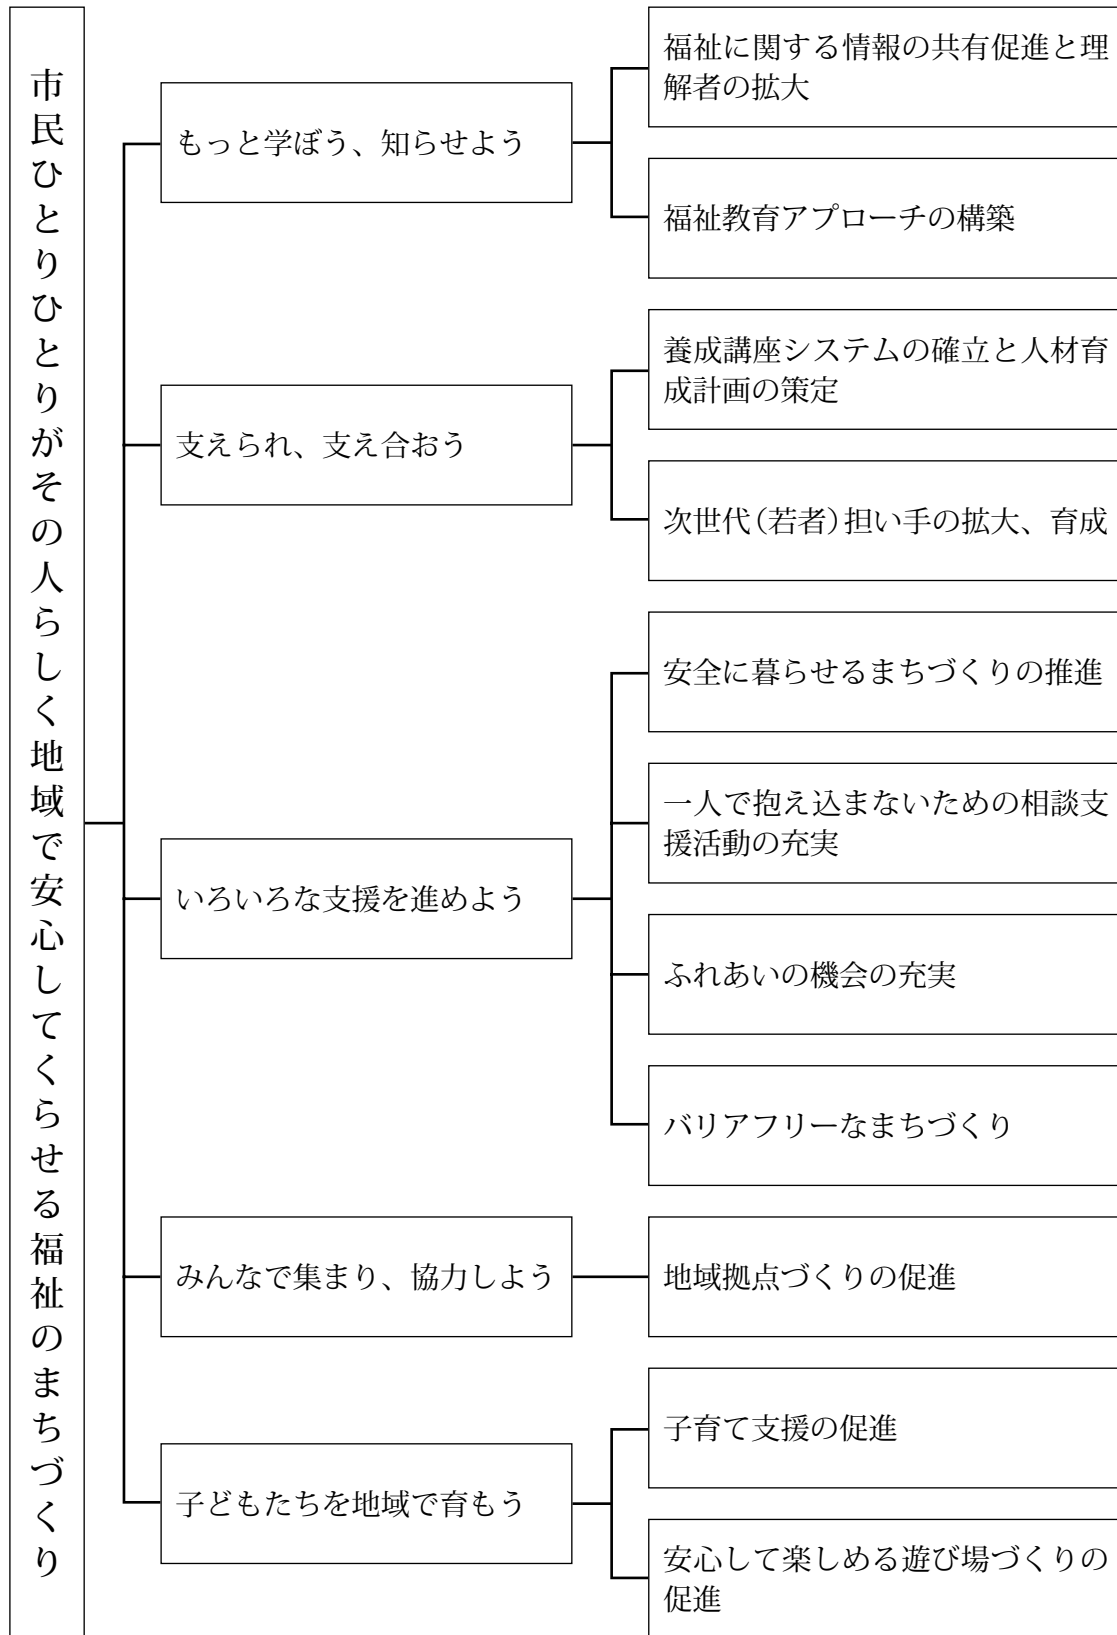 市民ひとりひとりがその人らしく地域で安心してくらせる福祉のまちづくり
もっと学ぼう、知らせよう
福祉に関する情報の共有促進と理
解者の拡大
福祉教育アプローチの構築
支えられ、支え合おう
養成講座システムの確立と人材育
成計画の策定
次世代(若者)担い手の拡大、育成
いろいろな支援を進めよう
安全に暮らせるまちづくりの推進
一人で抱え込まないための相談支
援活動の充実
ふれあいの機会の充実
バリアフリーなまちづくり
みんなで集まり、協力しよう
地域拠点づくりの促進
子どもたちを地域で育もう
子育て支援の促進
安心して楽しめる遊び場づくりの
促進